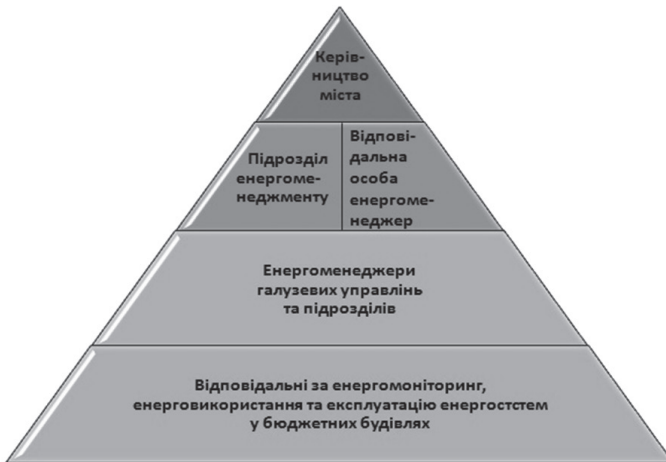 Керів-
ництво
міста
Підрозділ
енергоме-
неджменту
Відпові-
дальна
особа
енергоме-
неджер
Енергоменеджери
галузевих управлінь
та підрозділів
Відповідальні за енергомоніторинг,
енерговикористання та експлуатацію енергостстем
у бюджетних будівлях